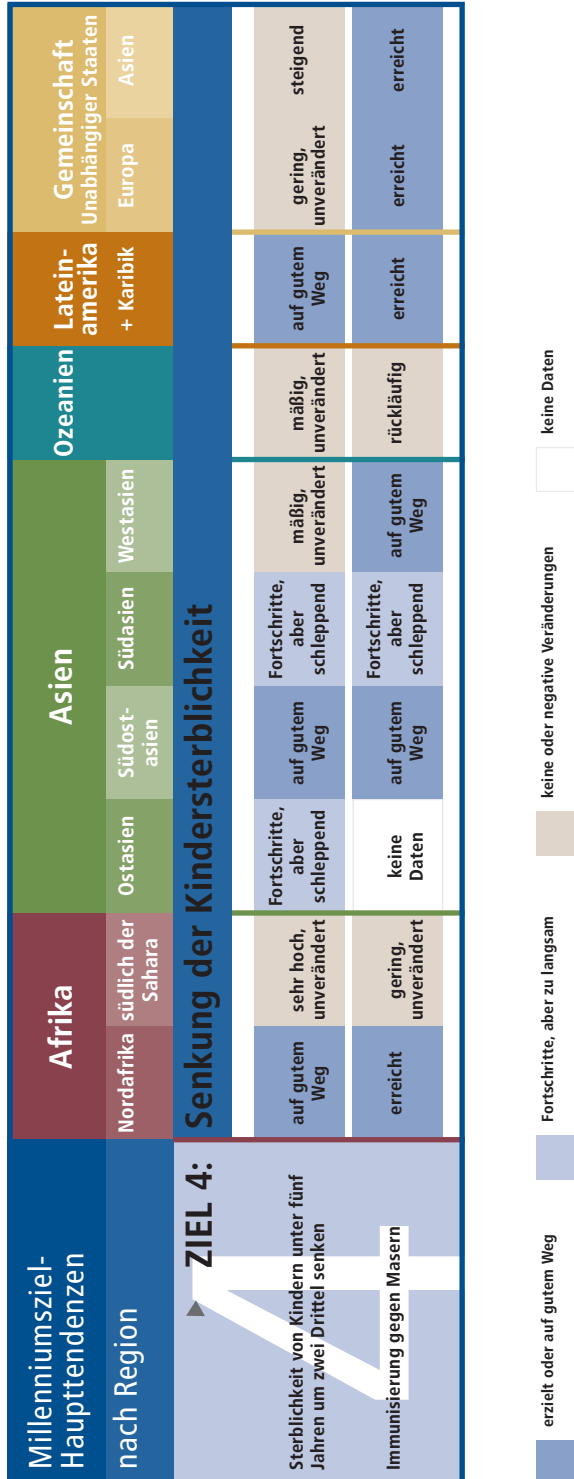 Millenniumsziel-
Haupttendenzen
nach Region
Afrika
Nordafrika
südlich der
Sahara
Asien
Ostasien
Südost-
asien
Südasien
Westasien
Ozeanien
Latein-
amerika
+ Karibik
Gemeinschaft
Unabhängiger Staaten
Europa
Asien
4
ZIEL 4: Senkung der Kindersterblichkeit
Sterblichkeit von Kindern unter fünf
Jahren um zwei Drittel senken
auf gutem
Weg
sehr hoch,
unverändert
Fortschritte,
aber
schleppend
auf gutem
Weg
Fortschritte,
aber
schleppend
mäßig,
unverändert
mäßig,
unverändert
auf gutem
Weg
gering,
unverändert
steigend
Immunisierung gegen Masern
erreicht
gering,
unverändert
keine
Daten
auf gutem
Weg
Fortschritte,
aber
schleppend
auf gutem
Weg
rückläufig
erreicht
erreicht
erreicht
erzielt oder auf gutem Weg
Fortschritte, aber zu langsam
keine oder negative Veränderungen
keine Daten